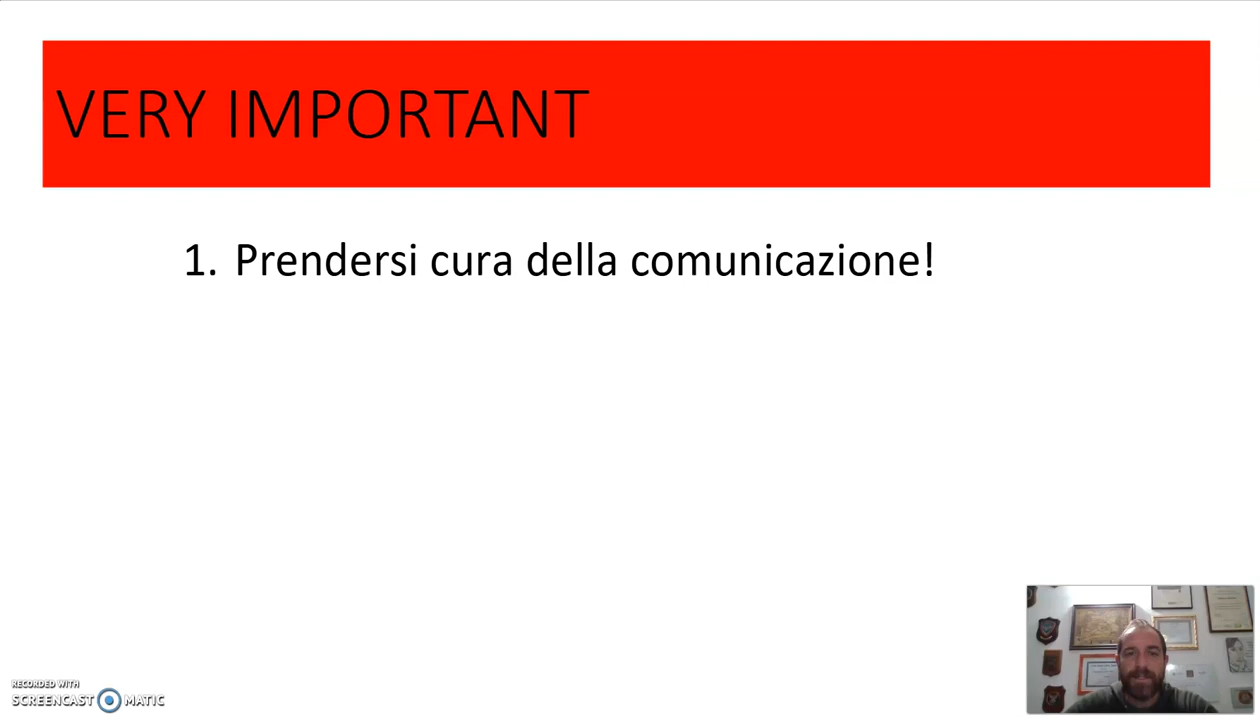 VERY IMPORTANT
1. Prendersi cura della comunicazione!
RECORDED WITH
SCREENCAST MATIC